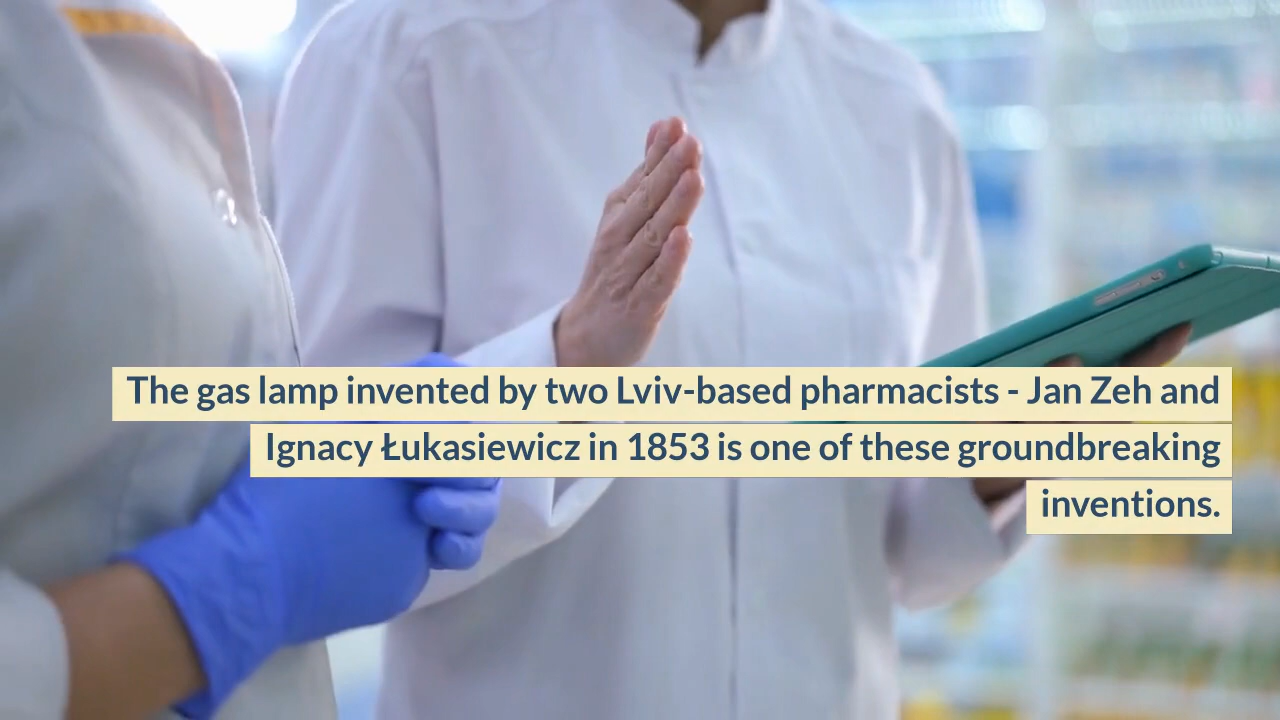 The gas lamp invented by two Lviv-based pharmacists - Jan Zeh and
Ignacy Łukasiewicz in 1853 is one of these groundbreaking
inventions.